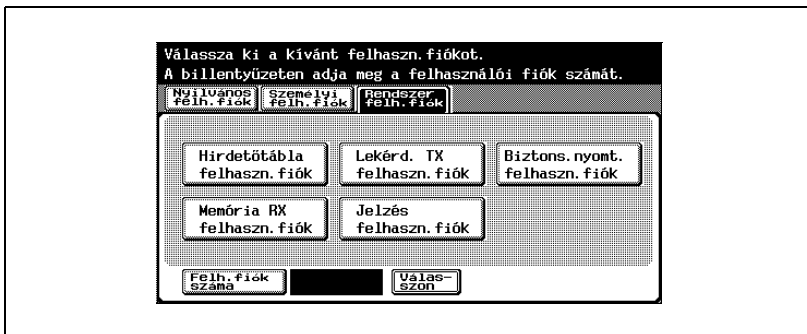 Válassza ki a kívánt felhaszn.fiókot.
A billentyűzeten adja meg a felhasználói fiók számát.
Nyilvános felh.fiók
Személyi felh.fiók
Rendszer felh.fiók
Hirdetőtábla felhaszn.fiók
Lekérd. TX felhaszn.fiók
Biztons.nyomt. felhaszn.fiók
Memória RX felhaszn.fiók
Jelzés felhaszn.fiók
Felh.fiók száma
Válas-
szon